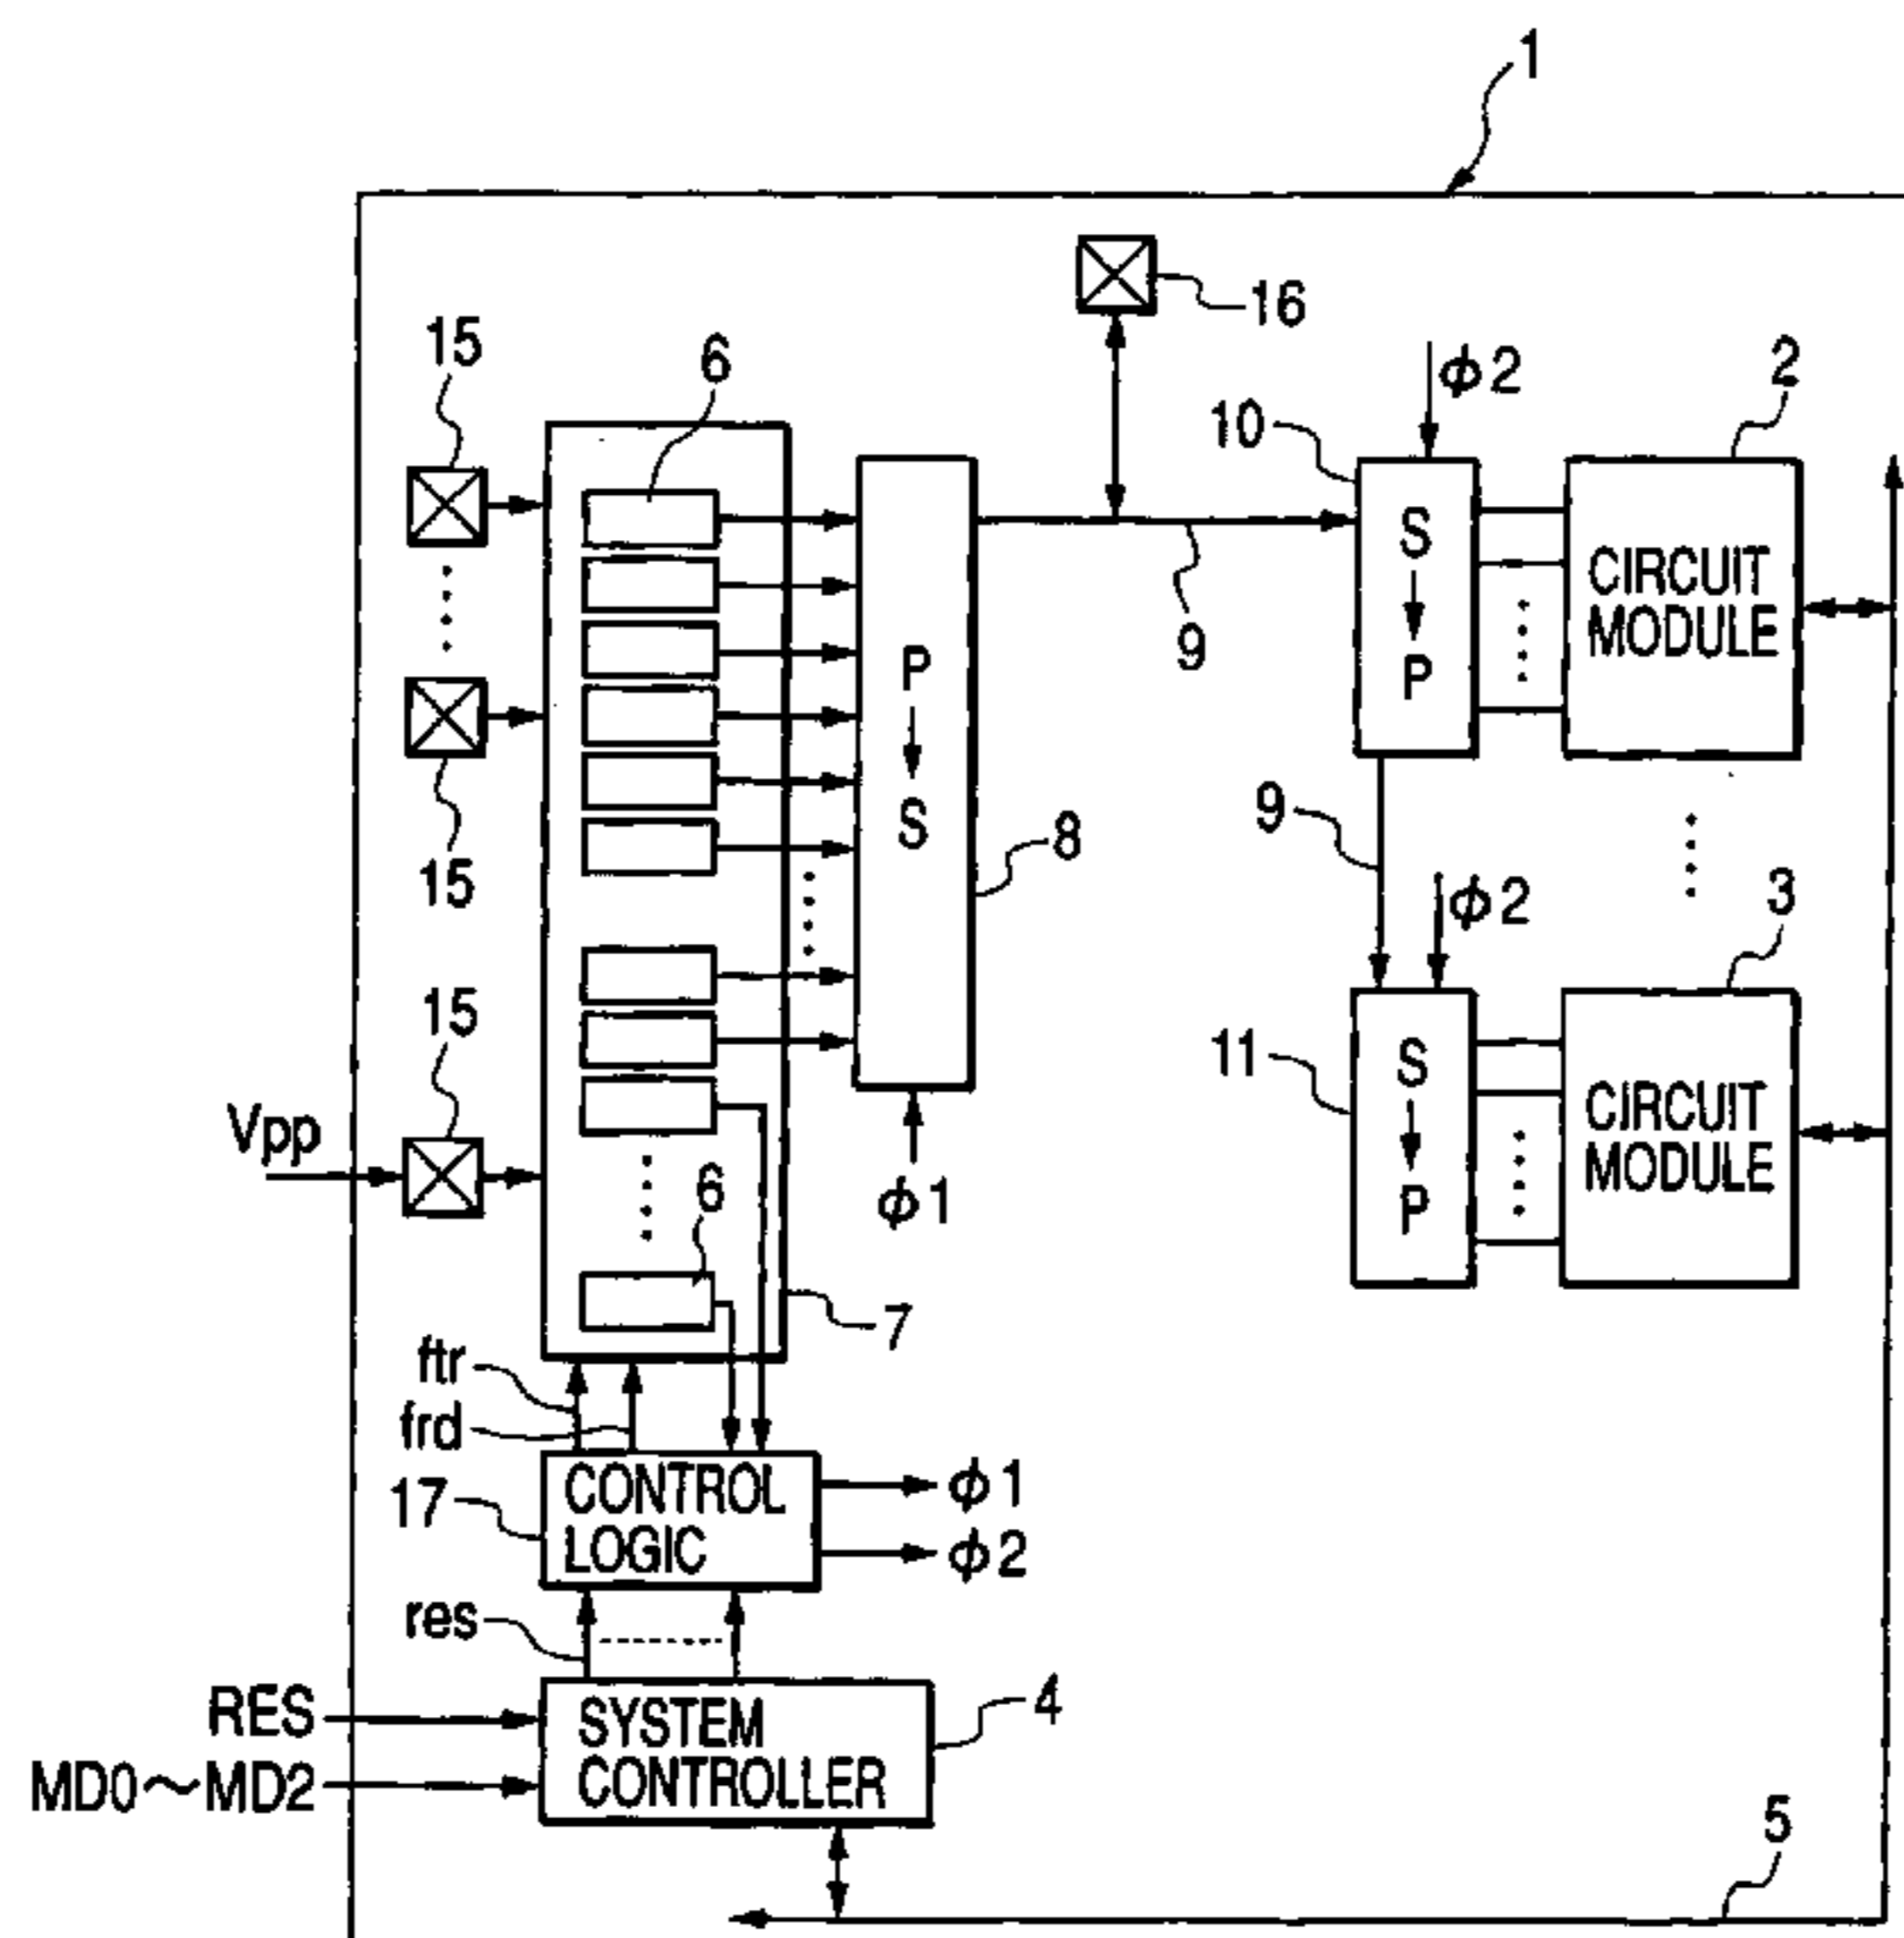 1
16
15
6
ϕ2
2
10
S
P
CIRCUIT
MODULE
P
S
9
15
8
9
ϕ2
3
15
11
S
P
CIRCUIT
MODULE
Vpp
ϕ1
6
7
ftr
frd
17
CONTROL
LOGIC
ϕ1
ϕ2
res
RES
MD0~MD2
SYSTEM
CONTROLLER
4
5